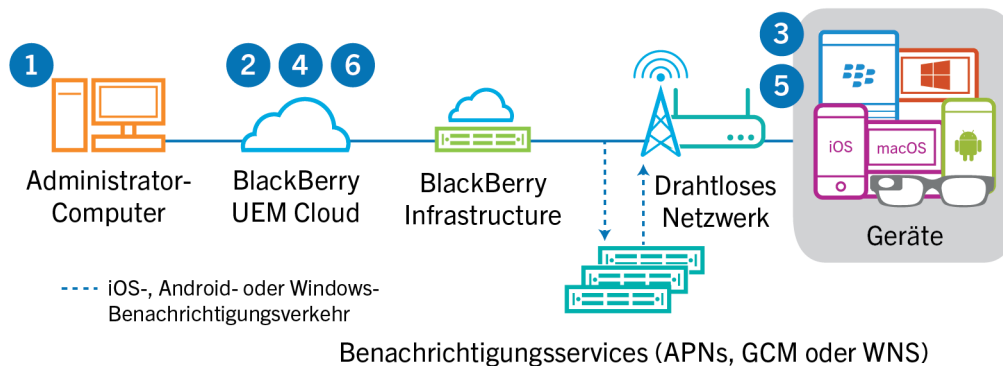 1
2 4 6
3
5
iOS
macOS
Administrator-
Computer
BlackBerry
UEM Cloud
BlackBerry
Infrastructure
Drahtloses
Netzwerk
Geräte
iOS-, Android- oder Windows-
Benachrichtigungsverkehr
Benachrichtigungsservices (APNs, GCM oder WNS)